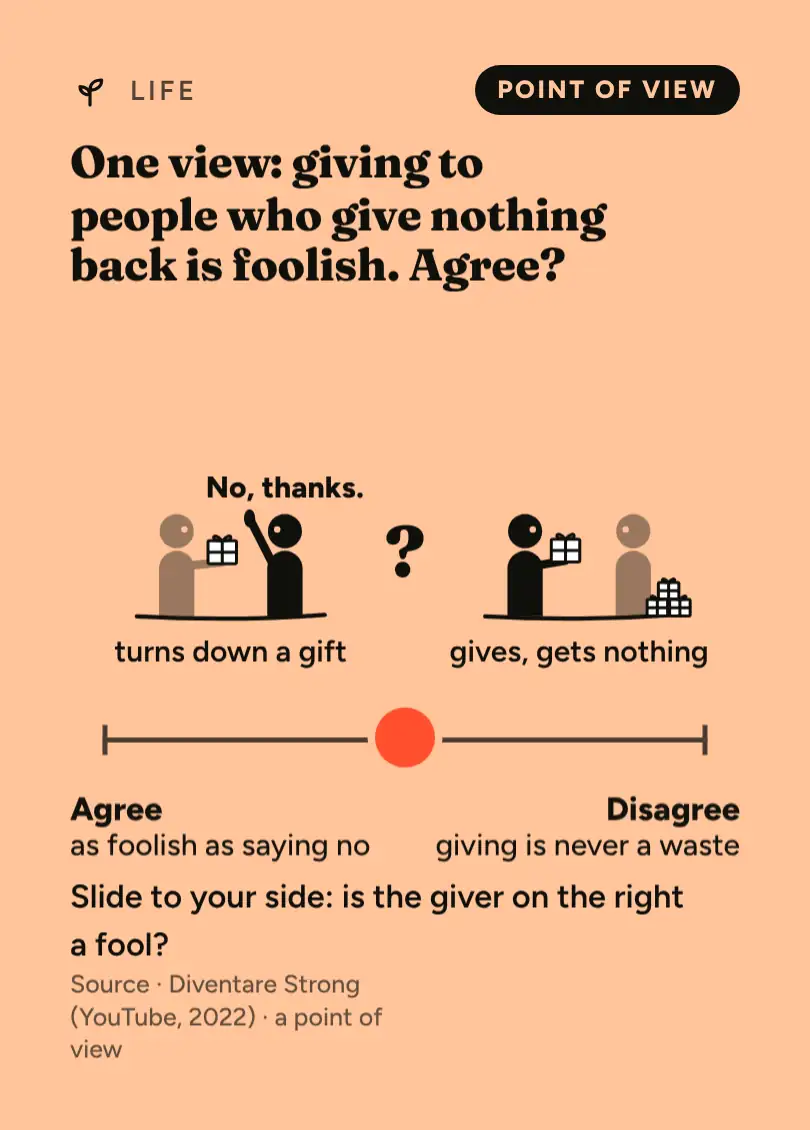 LIFE
POINT OF VIEW
One view: giving to
people who give nothing
back is foolish. Agree?
No, thanks.
?
turns down a gift
gives, gets nothing
Agree
as foolish as saying no
Disagree
giving is never a waste
Slide to your side: is the giver on the right
a fool?
Source · Diventare Strong
(YouTube, 2022) · a point of
view